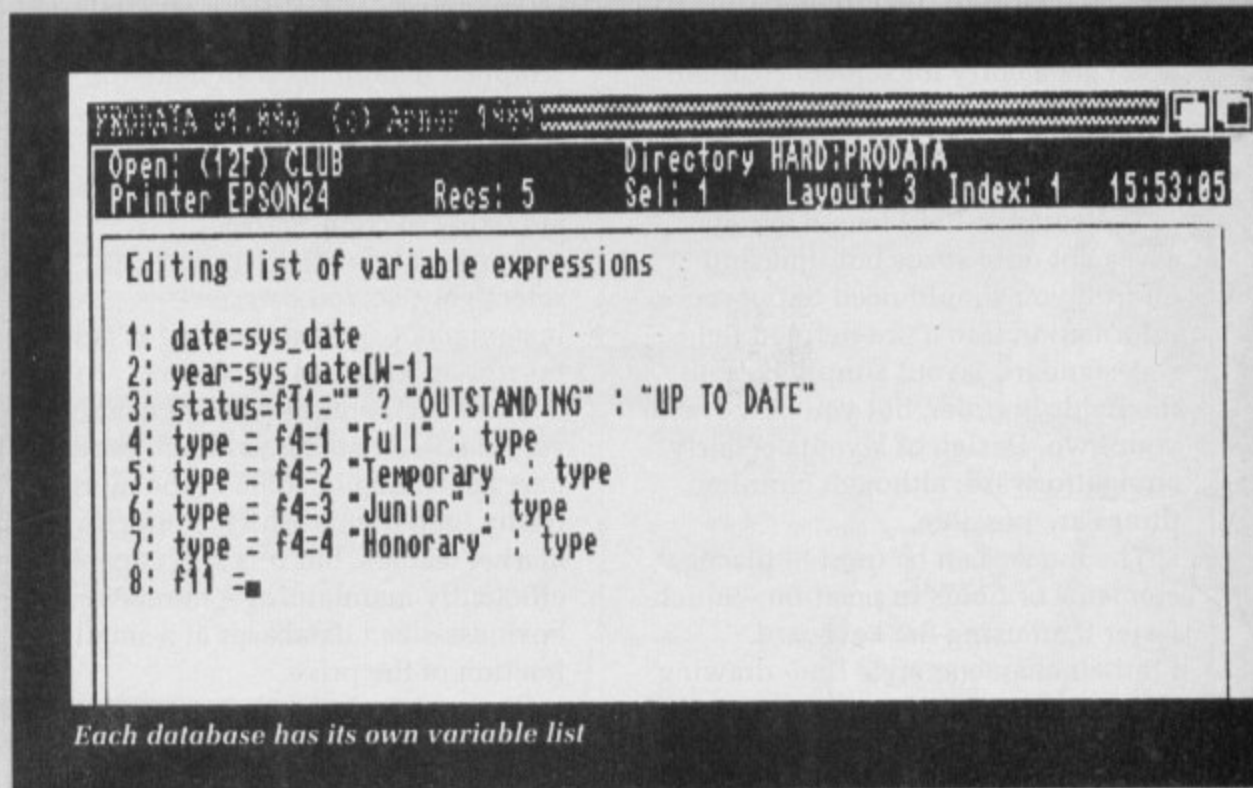 PRODATA v1.09a (c) Arnor 1989
Open: (12F) CLUB Directory HARD:PRODATA
Printer EPSON24 Recs: 5 Sel: 1 Layout: 3 Index: 1 15:53:05
Editing list of variable expressions
1: date=sys_date
2: year=sys_date[W-1]
3: status=f11="" ? "OUTSTANDING" : "UP TO DATE"
4: type = f4=1 "Full" : type
5: type = f4=2 "Temporary" : type
6: type = f4=3 "Junior" : type
7: type = f4=4 "Honorary" : type
8: f11 =
Each database has its own variable list